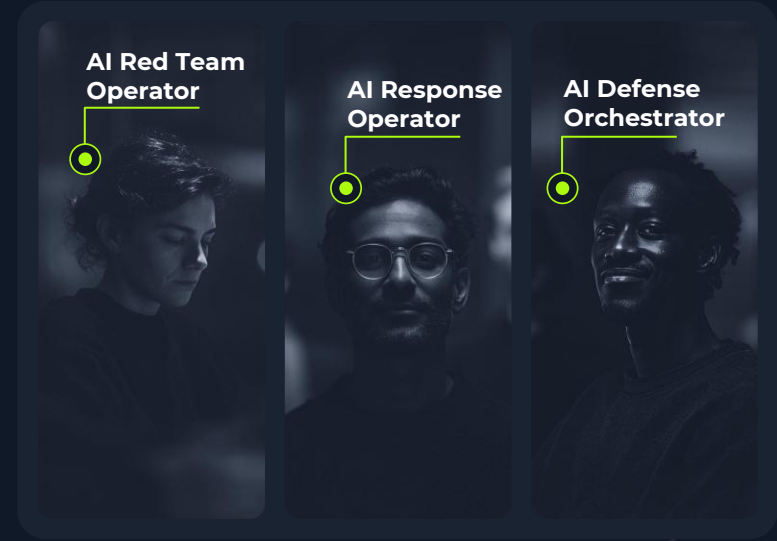 AI Red Team
Operator
AI Response
Operator
AI Defense
Orchestrator